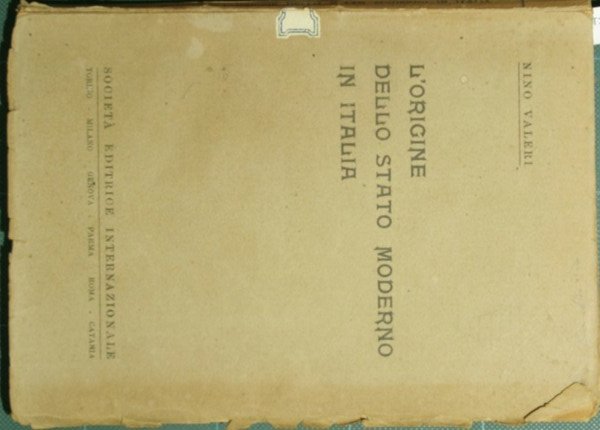 NINO VALERI
L'ORIGINE
DELLO STATO MODERNO
IN ITALIA
SOCIETÀ EDITRICE INTERNAZIONALE
TORINO - MILANO - GENOVA - PARMA - ROMA - CATANIA